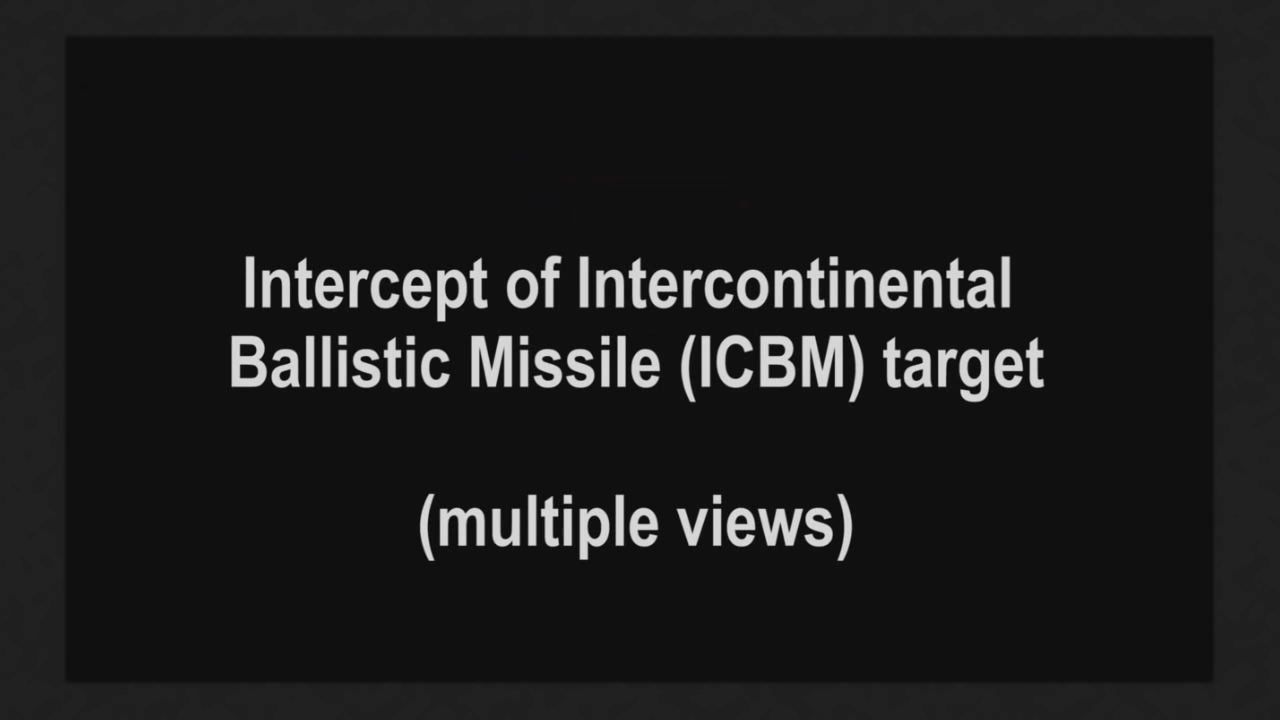 Intercept of Intercontinental
Ballistic Missile (ICBM) target
(multiple views)